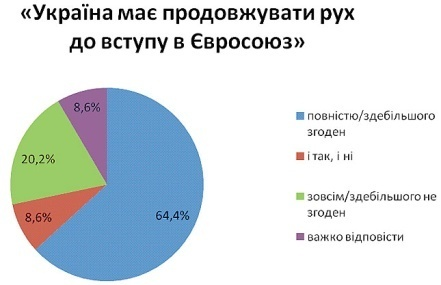 «Україна має продовжувати рух
до вступу в Євросоюз»
8,6%
20,2%
8,6%
64,4%
повністю/здебільшого
згоден
і так, і ні
зовсім/здебільшого не
згоден
важко відповісти